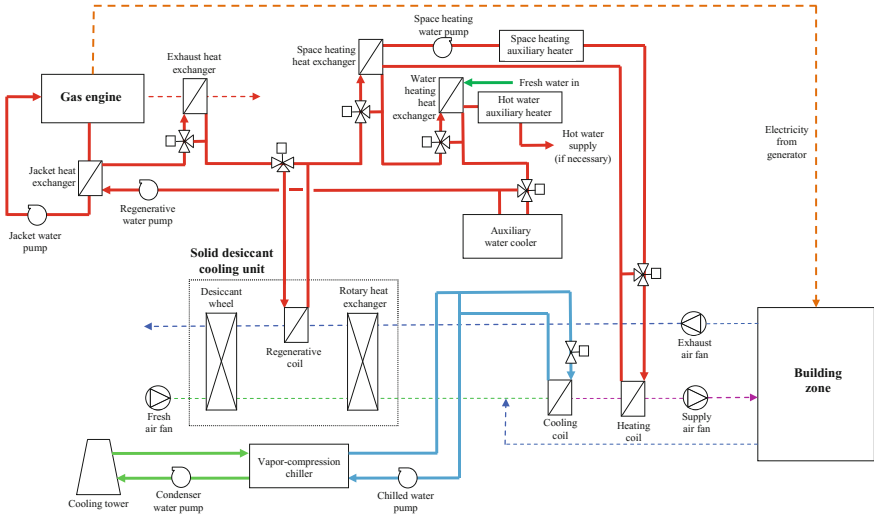 Space heating
water pump
Space heating
auxiliary heater
Exhaust heat
exchanger
Space heating
heat exchanger
Gas engine
Water
heating
heat
exchanger
Fresh water in
Hot water
auxiliary heater
Hot water
supply
(if necessary)
Electricity
from
generator
Jacket heat
exchanger
Regenerative
water pump
Jacket water
pump
Auxiliary
water cooler
Solid desiccant
cooling unit
Desiccant
wheel
Rotary heat
exchanger
Regenerative
coil
Exhaust
air fan
Building
zone
Fresh
air fan
Cooling
coil
Heating
coil
Supply
air fan
Vapor-compression
chiller
Cooling tower
Condenser
water pump
Chilled water
pump